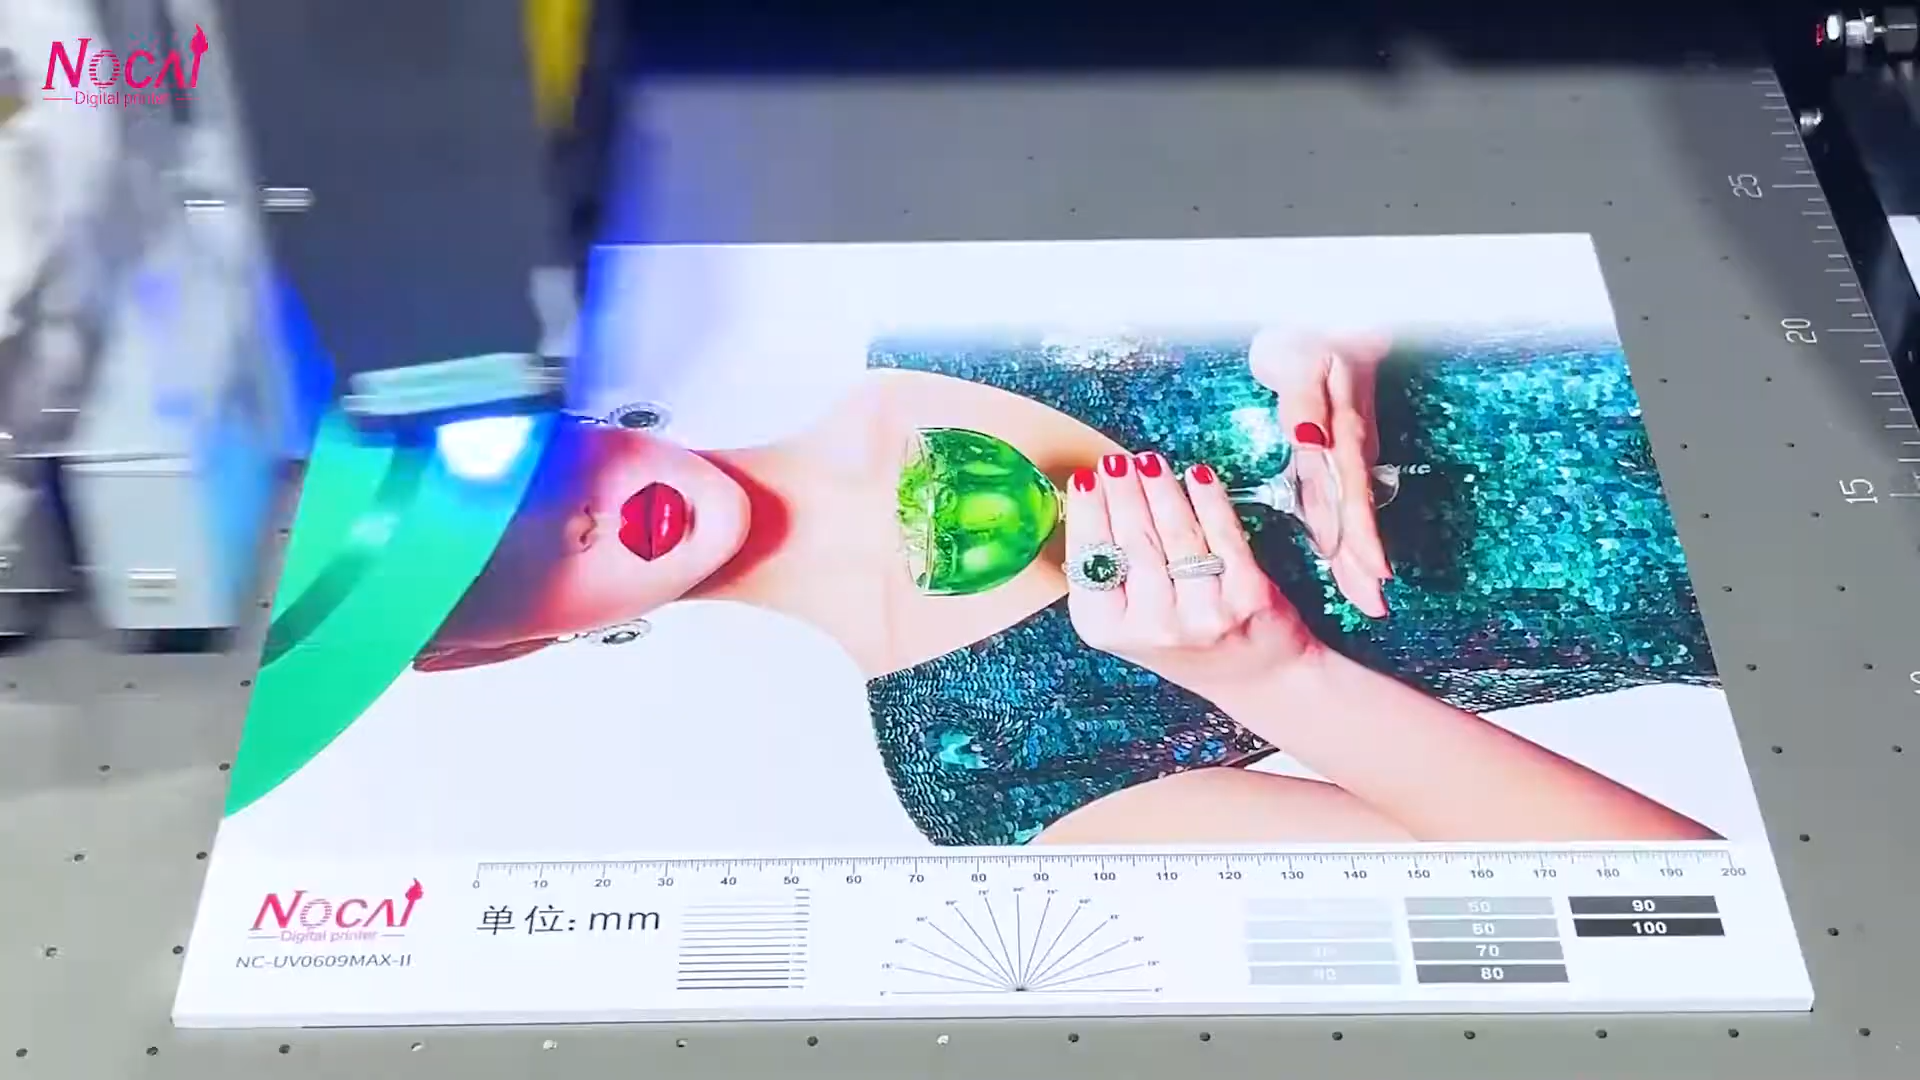 NOCAI
Digital printer
25
20
15
0 10 20 30 40 50 60 70 80 90 100 110 120 130 140 150 160 170 180 190 200
NOCAI
Digital printer
NC-UV0609MAX-II
单位: mm
50
60
70
80
90
100